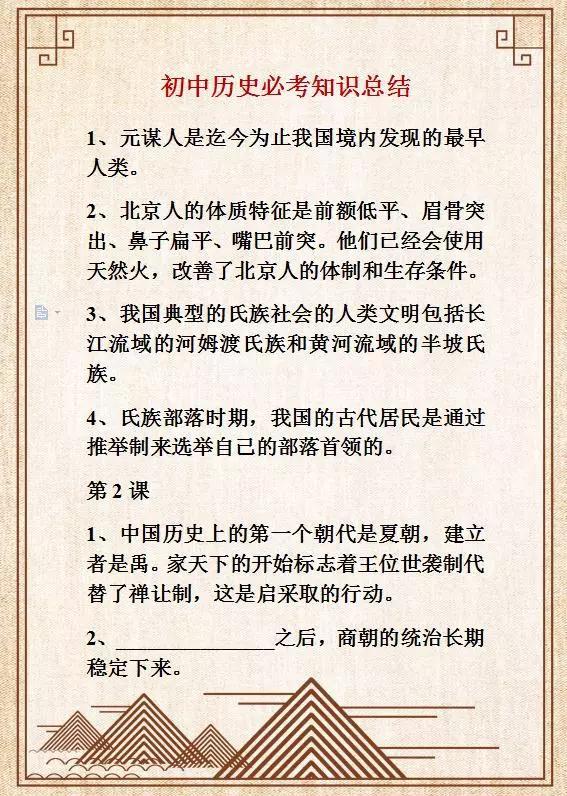 初中历史必考知识总结
1、元谋人是迄今为止我国境内发现的最早
人类。
2、北京人的体质特征是前额低平、眉骨突
出、鼻子扁平、嘴巴前突。他们已经会使用
天然火，改善了北京人的体制和生存条件。
3、我国典型的氏族社会的人类文明包括长
江流域的河姆渡氏族和黄河流域的半坡氏
族。
4、氏族部落时期，我国的古代居民是通过
推举制来选举自己的部落首领的。
第 2 课
1、中国历史上的第一个朝代是夏朝，建立
者是禹。家天下的开始标志着王位世袭制代
替了禅让制，这是启采取的行动。
2、_______________之后，商朝的统治长期
稳定下来。